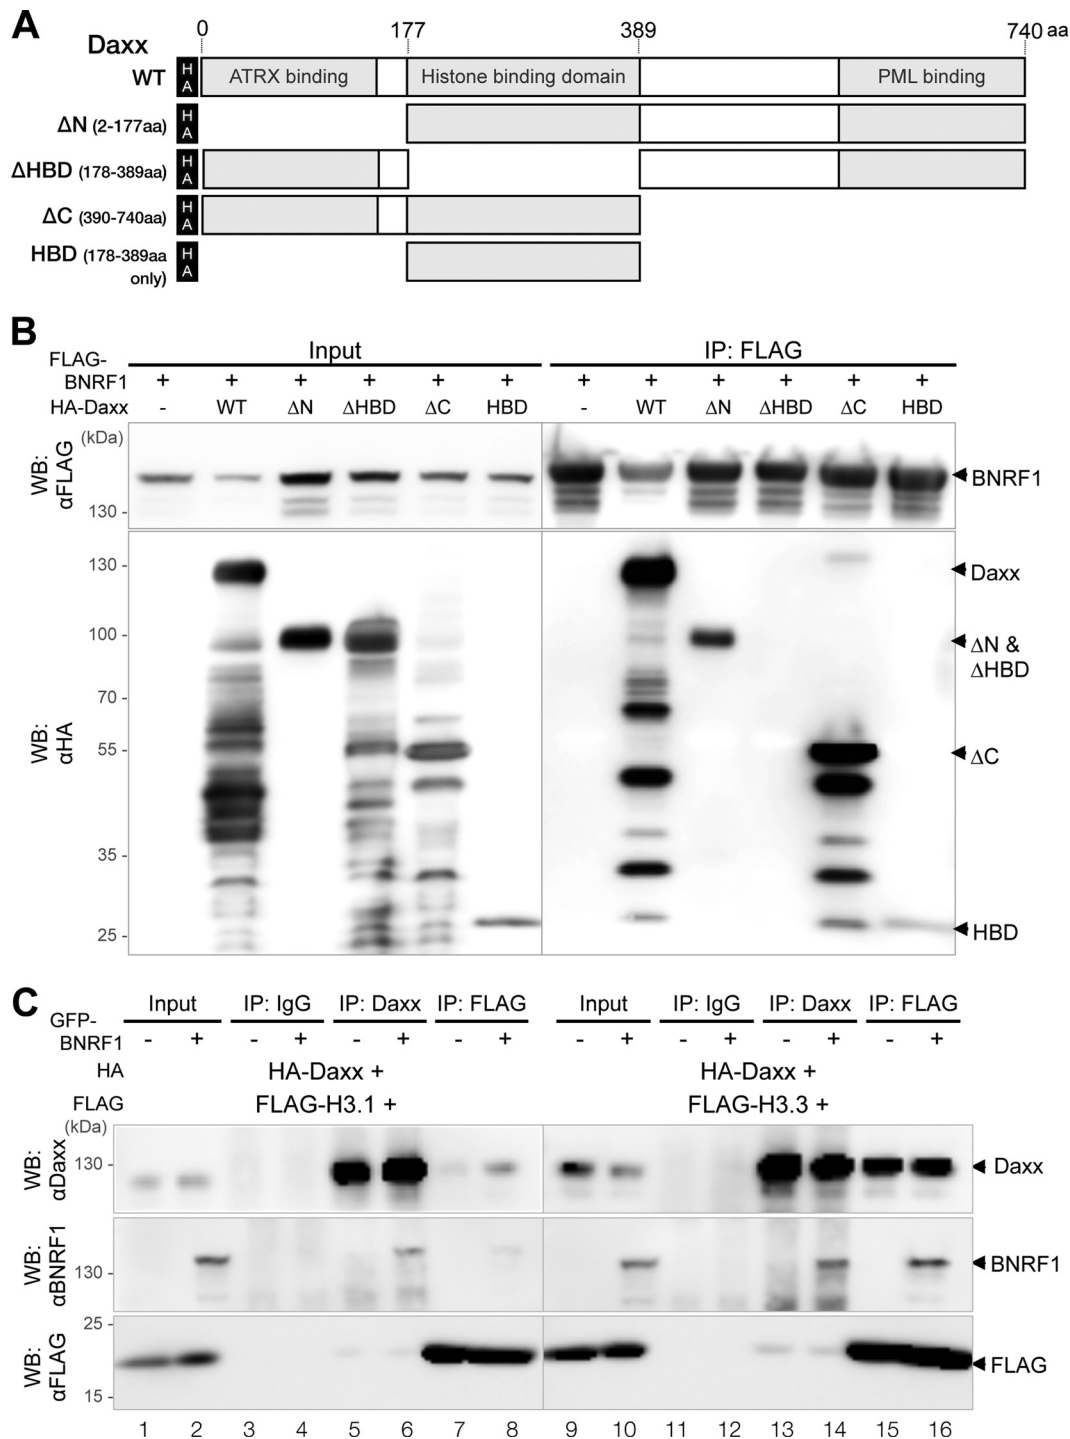 A
0 177 389 740 aa
Daxx
WT HA ATRX binding Histone binding domain PML binding
ΔN (2-177aa) HA
ΔHBD (178-389aa) HA
ΔC (390-740aa) HA
HBD (178-389aa only) HA
B
Input IP: FLAG
FLAG-
BNRF1 + + + + + + + + + + + +
HA-Daxx - WT ΔN ΔHBD ΔC HBD - WT ΔN ΔHBD ΔC HBD
(kDa)
WB: αFLAG
BNRF1
130 -
WB: αHA
130 -
Daxx
100 -
ΔN & ΔHBD
70 -
55 -
ΔC
35 -
25 -
HBD
C
Input IP: IgG IP: Daxx IP: FLAG Input IP: IgG IP: Daxx IP: FLAG
GFP-
BNRF1 - + - + - + - + - + - + - + - +
HA HA-Daxx + HA-Daxx +
FLAG FLAG-H3.1 + FLAG-H3.3 +
(kDa)
WB: αDaxx
130 - Daxx
WB: αBNRF1
BNRF1
130 -
WB: αFLAG
25 -
FLAG
15 -
1 2 3 4 5 6 7 8 9 10 11 12 13 14 15 16